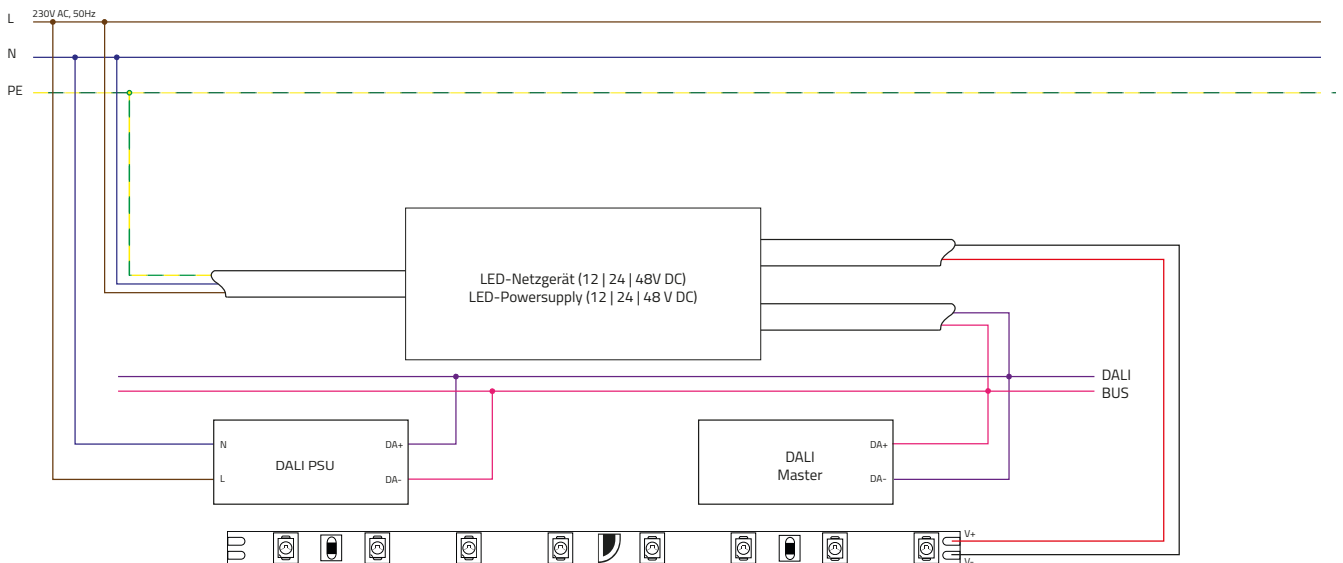 230V AC, 50Hz
L
N
PE
LED-Netzgerät (12 | 24 | 48V DC)
LED-Powersupply (12 | 24 | 48 V DC)
DALI
BUS
N
L
DALI PSU
DA+
DA-
DALI
Master
DA+
DA-
V+
V-